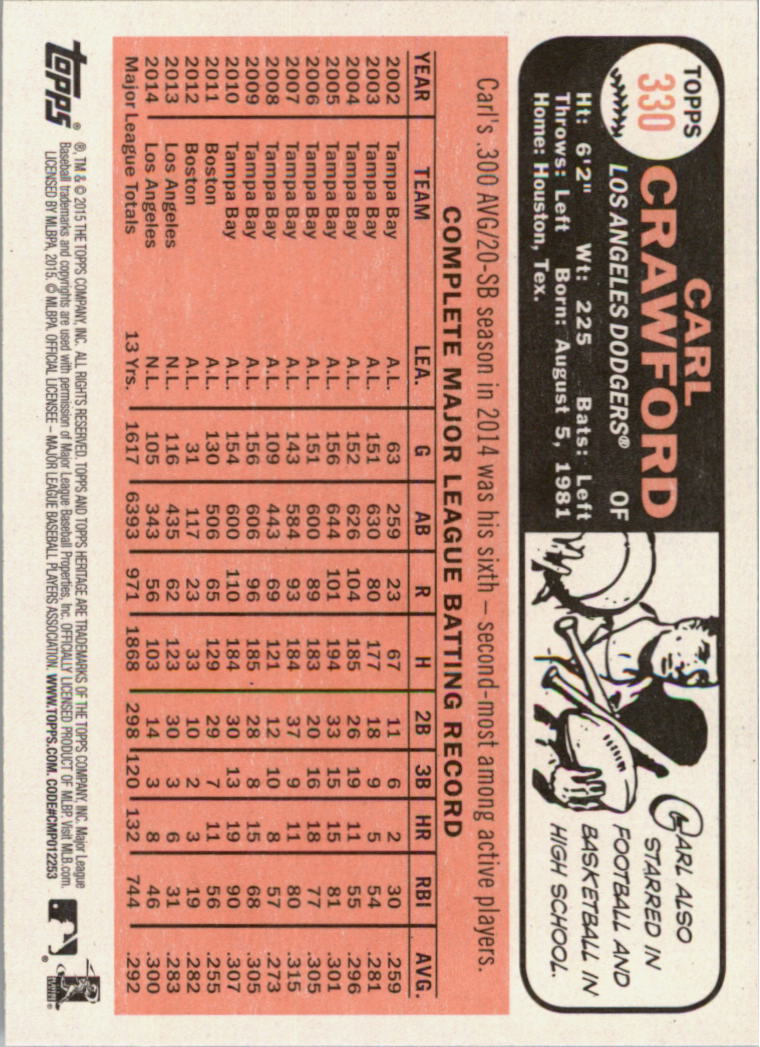 TOPPS
330
CARL
CRAWFORD
LOS ANGELES DODGERS® OF
Ht: 6'2" Wt: 225 Bats: Left
Throws: Left Born: August 5, 1981
Home: Houston, Tex.
CARL ALSO
STARRED IN
FOOTBALL AND
BASKETBALL IN
HIGH SCHOOL.
Carl's .300 AVG/20-SB season in 2014 was his sixth – second-most among active players.
COMPLETE MAJOR LEAGUE BATTING RECORD
YEAR TEAM LEA. G AB R H 2B 3B HR RBI AVG.
2002 Tampa Bay A.L. 63 259 23 67 11 6 2 30 .259
2003 Tampa Bay A.L. 151 630 80 177 18 9 5 54 .281
2004 Tampa Bay A.L. 152 626 104 185 26 19 11 55 .296
2005 Tampa Bay A.L. 156 644 101 194 33 15 15 81 .301
2006 Tampa Bay A.L. 151 600 89 183 20 16 18 77 .305
2007 Tampa Bay A.L. 143 584 93 184 37 9 11 80 .315
2008 Tampa Bay A.L. 109 443 69 121 12 10 8 57 .273
2009 Tampa Bay A.L. 156 606 96 185 28 8 15 68 .305
2010 Tampa Bay A.L. 154 600 110 184 30 13 19 90 .307
2011 Boston A.L. 130 506 65 129 29 7 11 56 .255
2012 Boston A.L. 31 117 23 33 10 2 3 19 .282
2013 Los Angeles N.L. 116 435 62 123 30 3 6 31 .283
2014 Los Angeles N.L. 105 343 56 103 14 3 8 46 .300
Major League Totals 13 Yrs. 1617 6393 971 1868 298 120 132 744 .292
topps®
®, TM & © 2015 THE TOPPS COMPANY, INC. ALL RIGHTS RESERVED. TOPPS AND TOPPS HERITAGE ARE TRADEMARKS OF THE TOPPS COMPANY, INC. Major League
Baseball trademarks and copyrights are used with permission of Major League Baseball Properties, Inc. OFFICIALLY LICENSED PRODUCT OF MLBP. Visit MLB.com.
LICENSED BY MLBPA, 2015. © MLBPA. OFFICIAL LICENSEE – MAJOR LEAGUE BASEBALL PLAYERS ASSOCIATION. WWW.TOPPS.COM. CODE#CMP012253